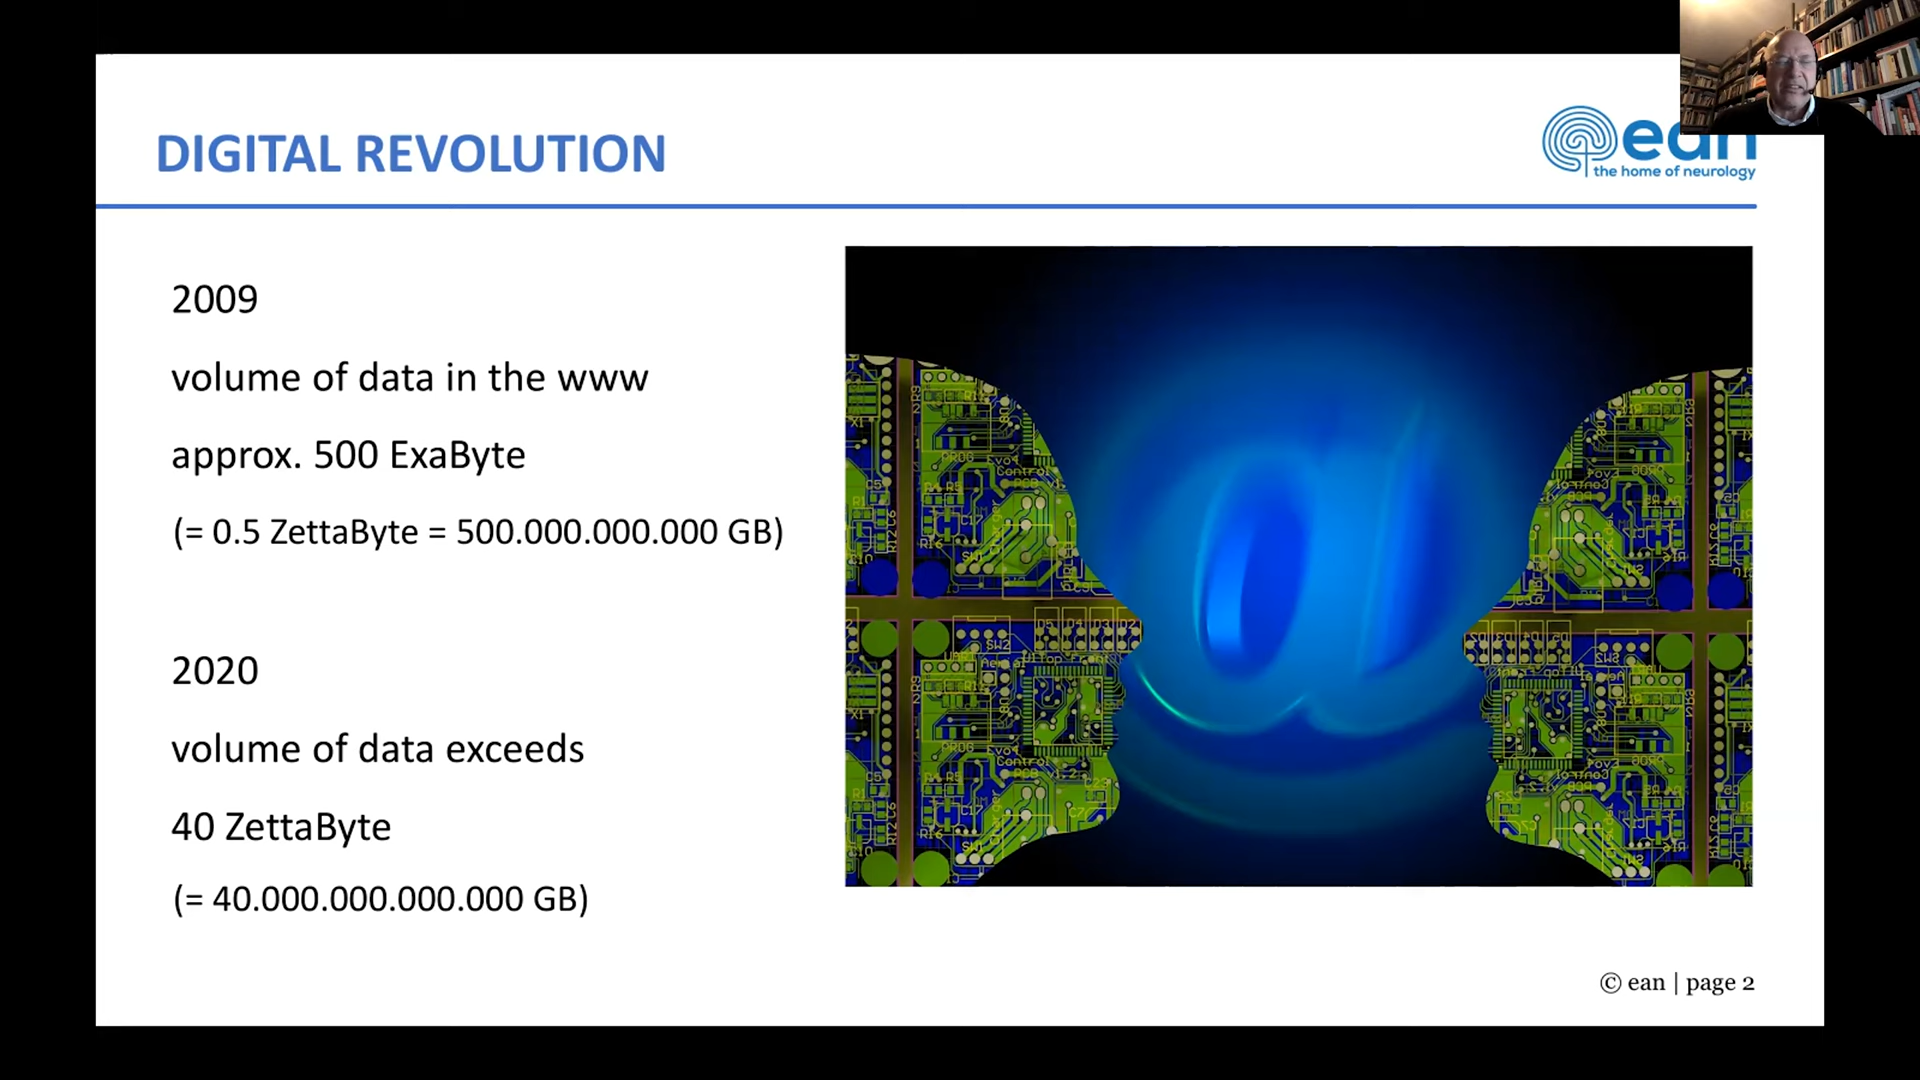 DIGITAL REVOLUTION
ean
the home of neurology
2009
volume of data in the www
approx. 500 ExaByte
(= 0.5 ZettaByte = 500.000.000.000 GB)
2020
volume of data exceeds
40 ZettaByte
(= 40.000.000.000.000 GB)
© ean | page 2